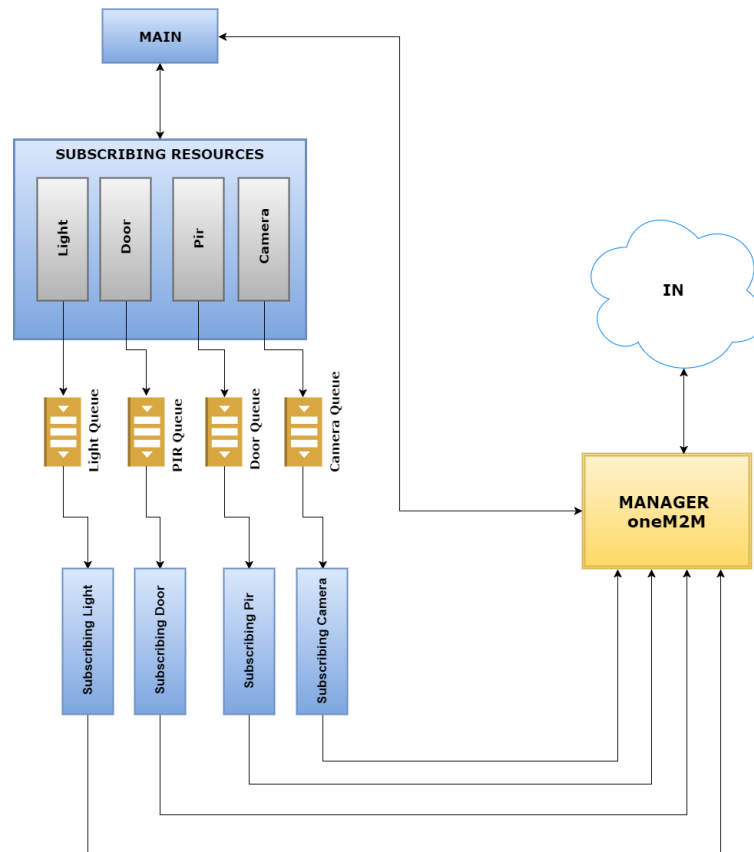 MAIN
SUBSCRIBING RESOURCES
Light
Door
Pir
Camera
IN
Light Queue
PIR Queue
Door Queue
Camera Queue
MANAGER
oneM2M
Subscribing Light
Subscribing Door
Subscribing Pir
Subscribing Camera